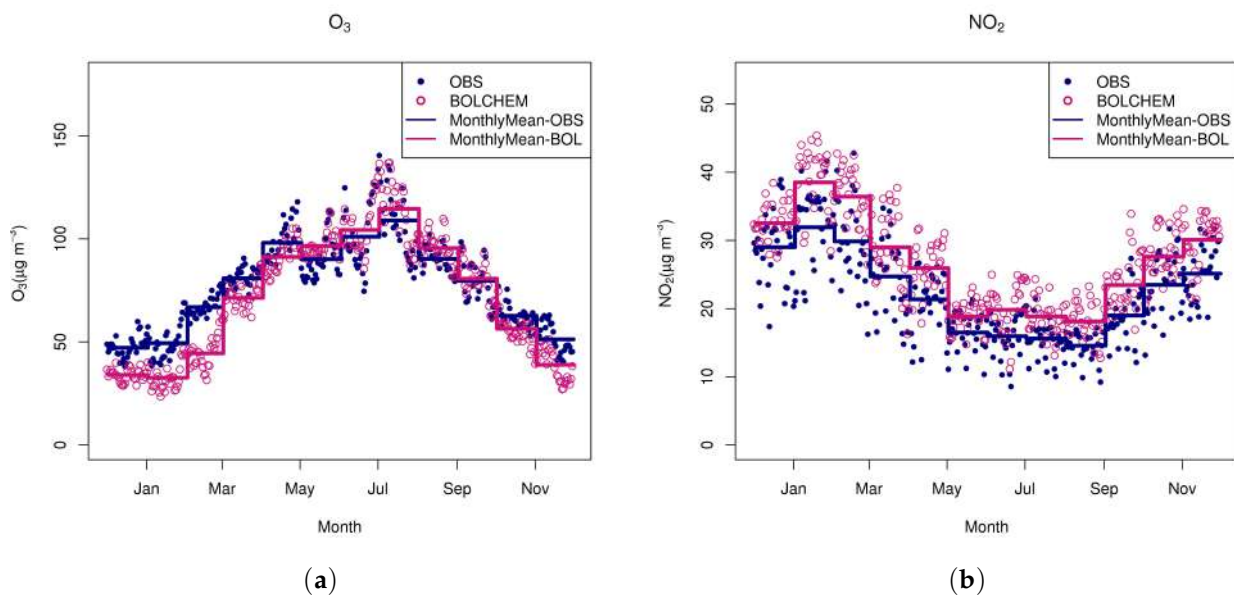 O₃
OBS
BOLCHEM
MonthlyMean-OBS
MonthlyMean-BOL
O₃(µg m⁻³)
150
100
50
0
Jan Mar May Jul Sep Nov
Month
(a)
NO₂
OBS
BOLCHEM
MonthlyMean-OBS
MonthlyMean-BOL
NO₂(µg m⁻³)
50
40
30
20
10
0
Jan Mar May Jul Sep Nov
Month
(b)